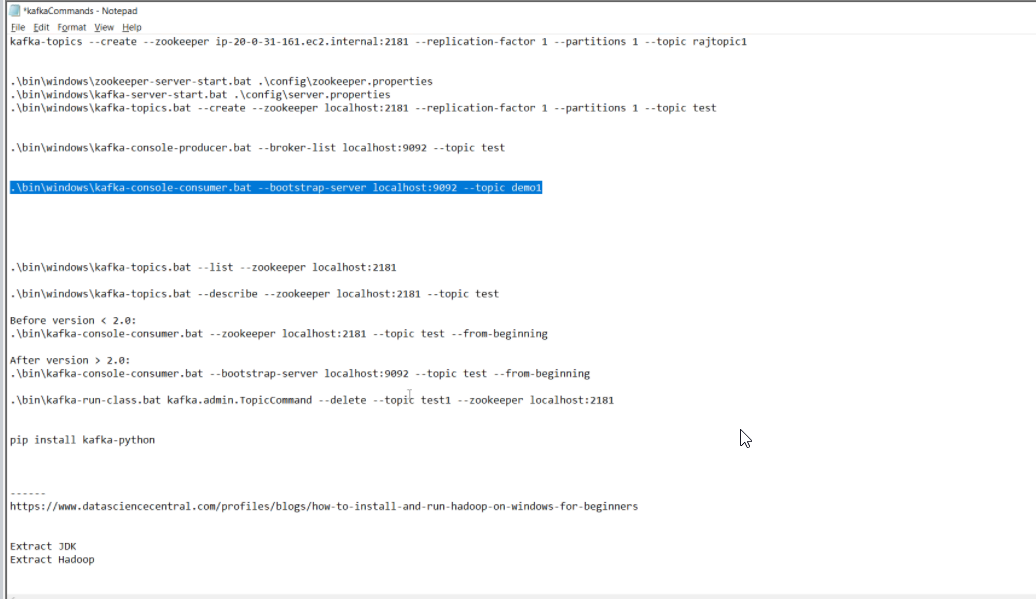 *kafkaCommands - Notepad
File Edit Format View Help
kafka-topics --create --zookeeper ip-20-0-31-161.ec2.internal:2181 --replication-factor 1 --partitions 1 --topic rajtopic1
.\bin\windows\zookeeper-server-start.bat .\config\zookeeper.properties
.\bin\windows\kafka-server-start.bat .\config\server.properties
.\bin\windows\kafka-topics.bat --create --zookeeper localhost:2181 --replication-factor 1 --partitions 1 --topic test
.\bin\windows\kafka-console-producer.bat --broker-list localhost:9092 --topic test
.\bin\windows\kafka-console-consumer.bat --bootstrap-server localhost:9092 --topic demo1
.\bin\windows\kafka-topics.bat --list --zookeeper localhost:2181
.\bin\windows\kafka-topics.bat --describe --zookeeper localhost:2181 --topic test
Before version < 2.0:
.\bin\kafka-console-consumer.bat --zookeeper localhost:2181 --topic test --from-beginning
After version > 2.0:
.\bin\kafka-console-consumer.bat --bootstrap-server localhost:9092 --topic test --from-beginning
.\bin\kafka-run-class.bat kafka.admin.TopicCommand --delete --topic test1 --zookeeper localhost:2181
pip install kafka-python
------
https://www.datasciencecentral.com/profiles/blogs/how-to-install-and-run-hadoop-on-windows-for-beginners
Extract JDK
Extract Hadoop